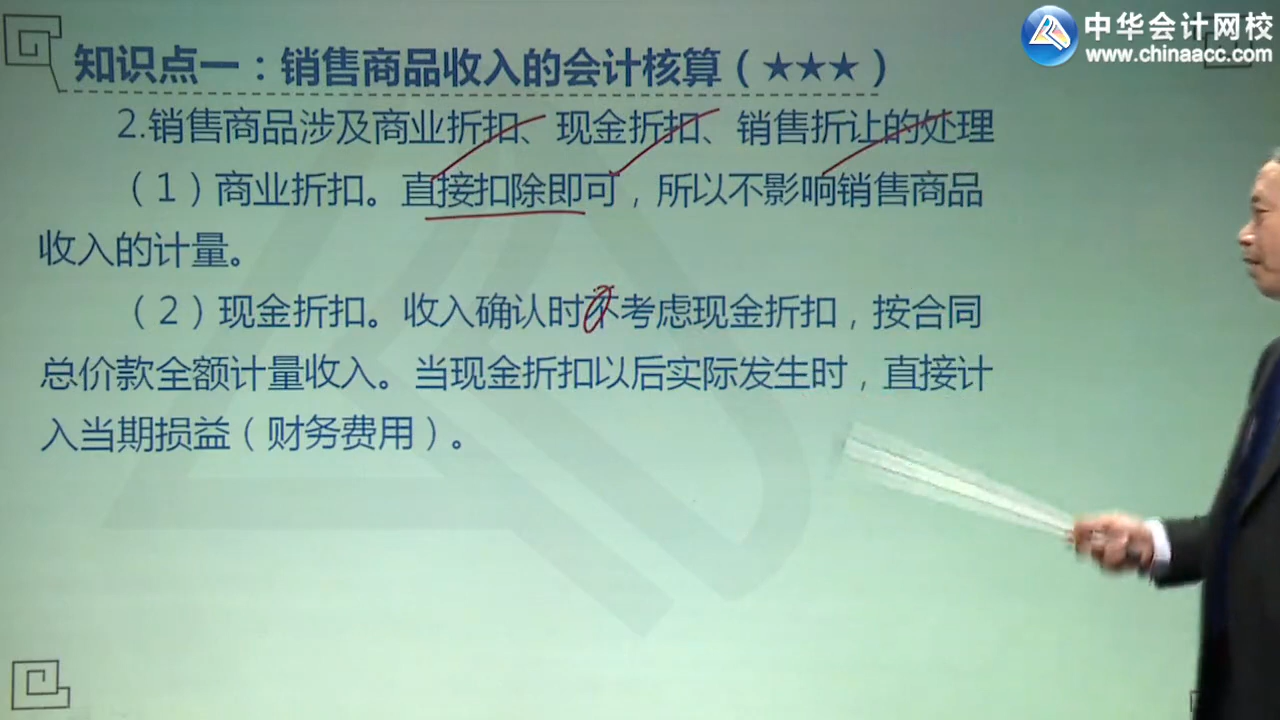 中华会计网校
www.chinaacc.com
知识点一：销售商品收入的会计核算（★★★）
2.销售商品涉及商业折扣、现金折扣、销售折让的处理
（1）商业折扣。直接扣除即可，所以不影响销售商品
收入的计量。
（2）现金折扣。收入确认时不考虑现金折扣，按合同
总价款全额计量收入。当现金折扣以后实际发生时，直接计
入当期损益（财务费用）。